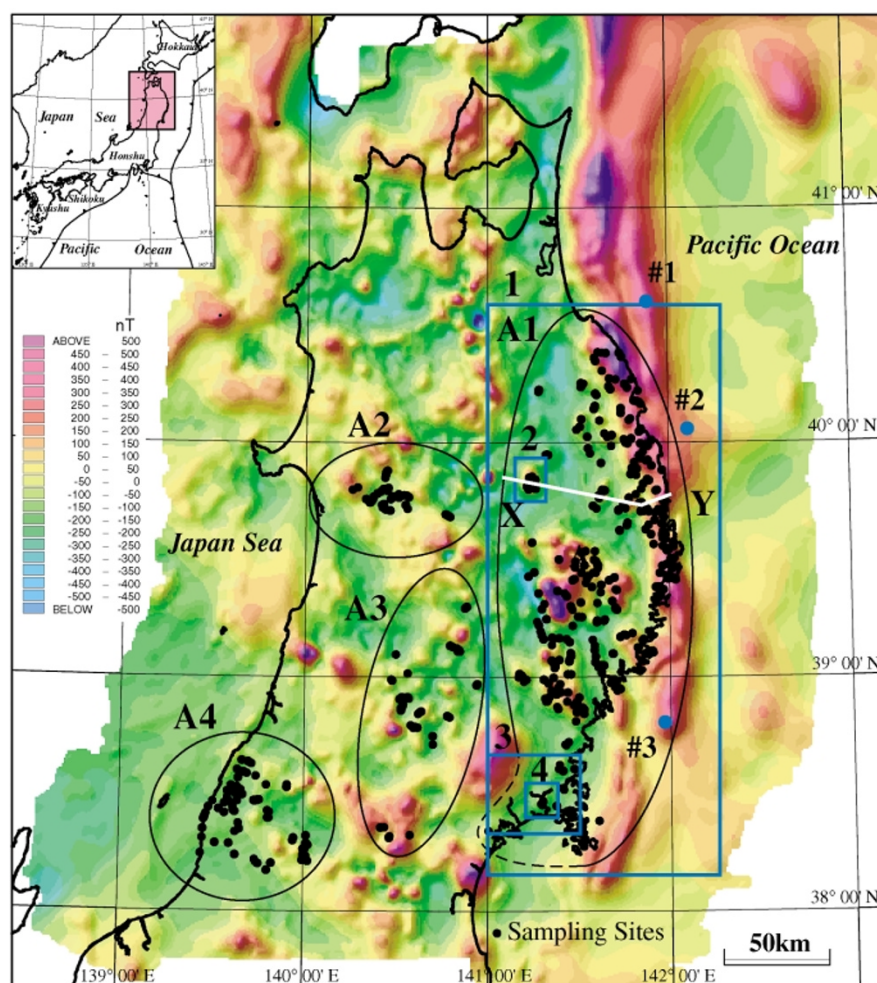 Hokkaido
Japan Sea
Honshu
Shikoku
Kyushu
Pacific Ocean
41° 00' N
Pacific Ocean
#1
1
A1
nT
ABOVE 500
450 - 500
400 - 450
350 - 400
300 - 350
250 - 300
200 - 250
150 - 200
100 - 150
50 - 100
0 - 50
-50 - 0
-100 - -50
-150 - -100
-200 - -150
-250 - -200
-300 - -250
-350 - -300
-400 - -350
-450 - -400
-500 - -450
BELOW -500
#2
A2
40° 00' N
2
X
Y
Japan Sea
A3
39° 00' N
A4
3
#3
4
38° 00' N
Sampling Sites
50km
139° 00' E
140° 00' E
141° 00' E
142° 00' E